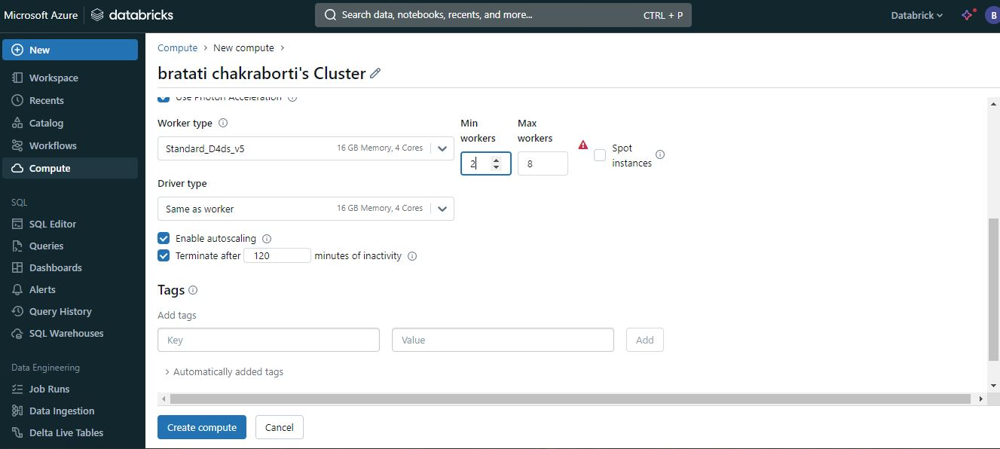 Microsoft Azure databricks Search data, notebooks, recents, and more... CTRL + P Databrick B
New
Workspace
Recents
Catalog
Workflows
Compute
SQL
SQL Editor
Queries
Dashboards
Alerts
Query History
SQL Warehouses
Data Engineering
Job Runs
Data Ingestion
Delta Live Tables
Compute > New compute >
bratati chakraborti's Cluster
Use Photon Acceleration
Worker type
Min workers
Max workers
Standard_D4ds_v5 16 GB Memory, 4 Cores
2
8
Spot instances
Driver type
Same as worker 16 GB Memory, 4 Cores
Enable autoscaling
Terminate after 120 minutes of inactivity
Tags
Add tags
Key Value Add
> Automatically added tags
Create compute Cancel